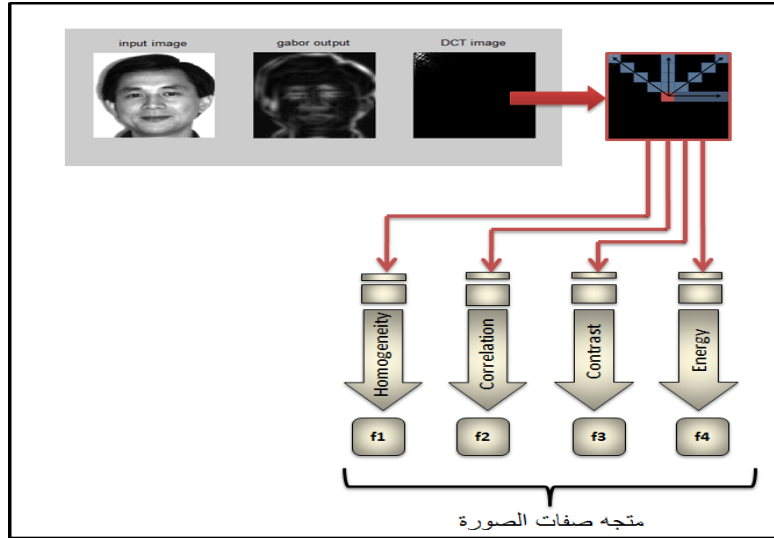 input image gabor output DCT image
Homogeneity Correlation Contrast Energy
f1 f2 f3 f4
متجه صفات الصورة